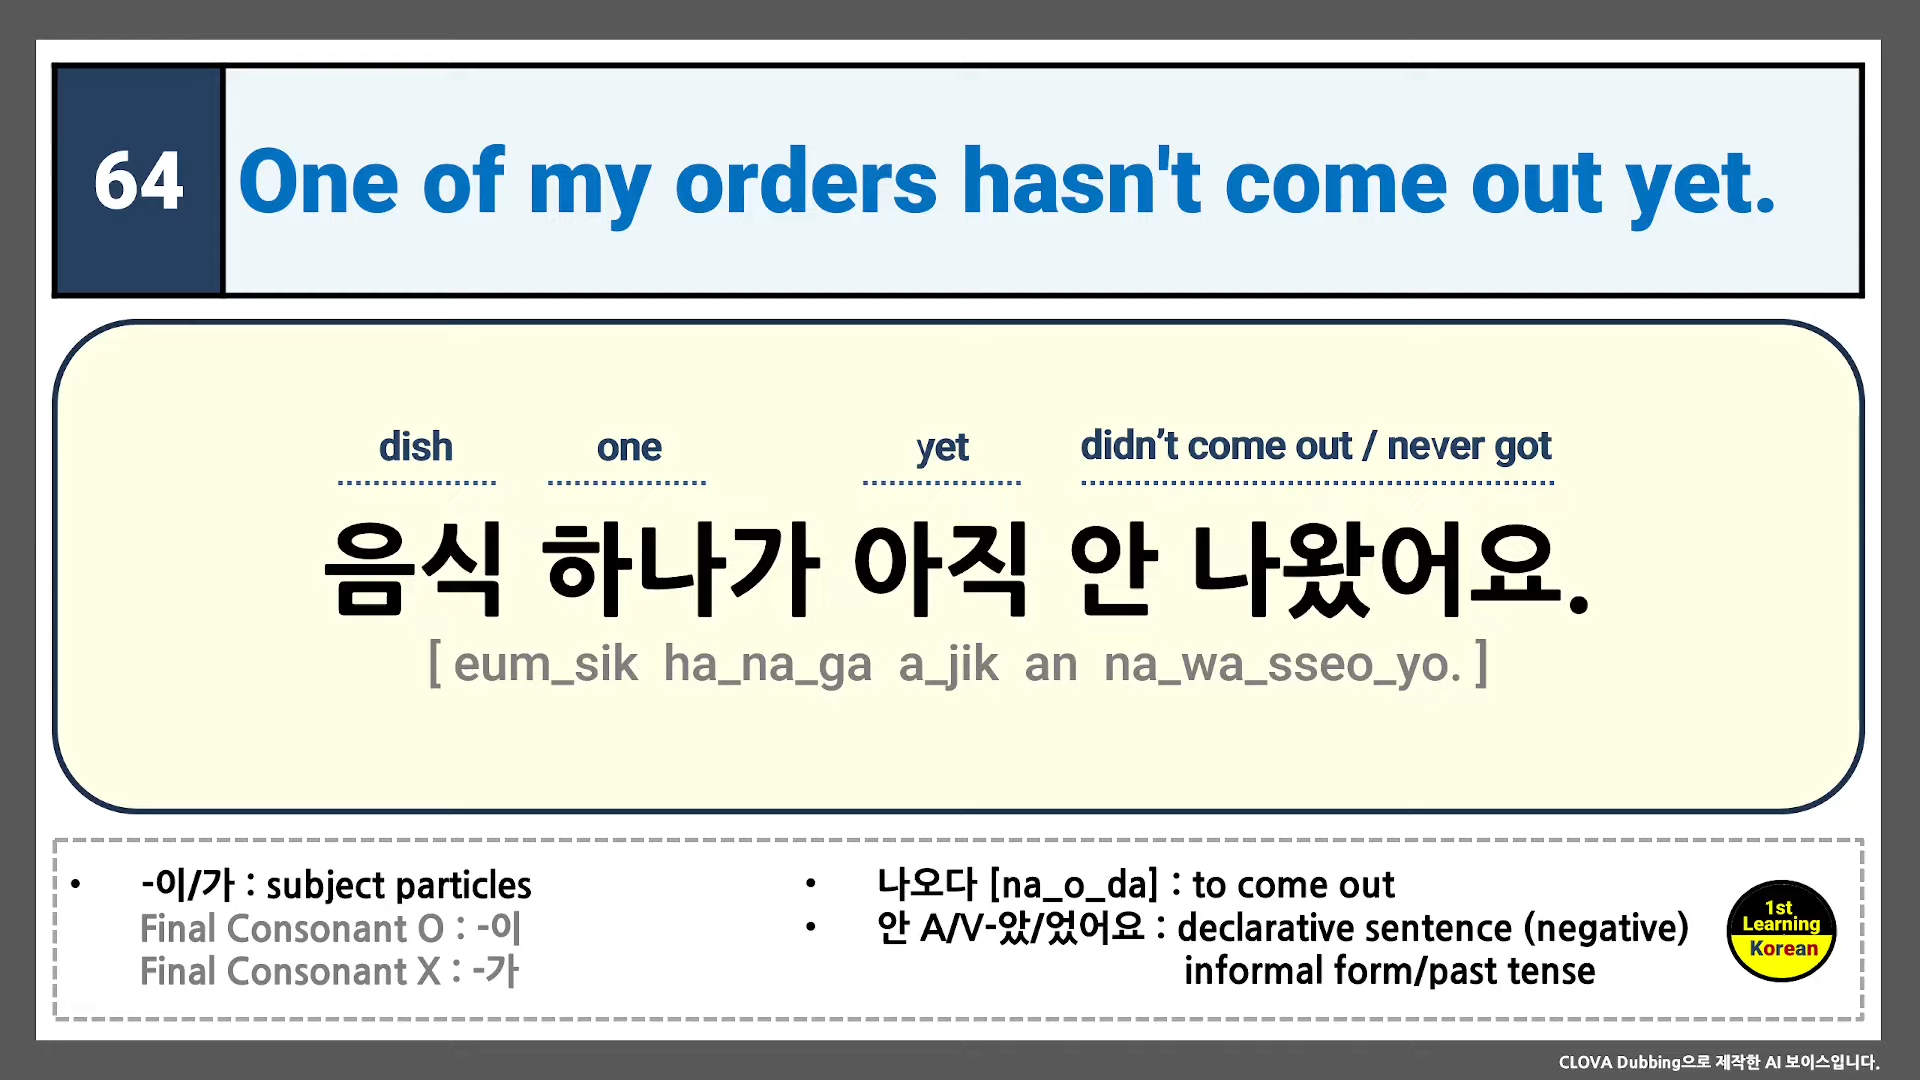 64
One of my orders hasn't come out yet.
dish one yet didn’t come out / never got
음식 하나가 아직 안 나왔어요.
[ eum_sik ha_na_ga a_jik an na_wa_sseo_yo. ]
• -이/가 : subject particles
Final Consonant O : -이
Final Consonant X : -가
• 나오다 [na_o_da] : to come out
• 안 A/V-았/었어요 : declarative sentence (negative)
informal form/past tense
1st
Learning
Korean
CLOVA Dubbing으로 제작한 AI 보이스입니다.